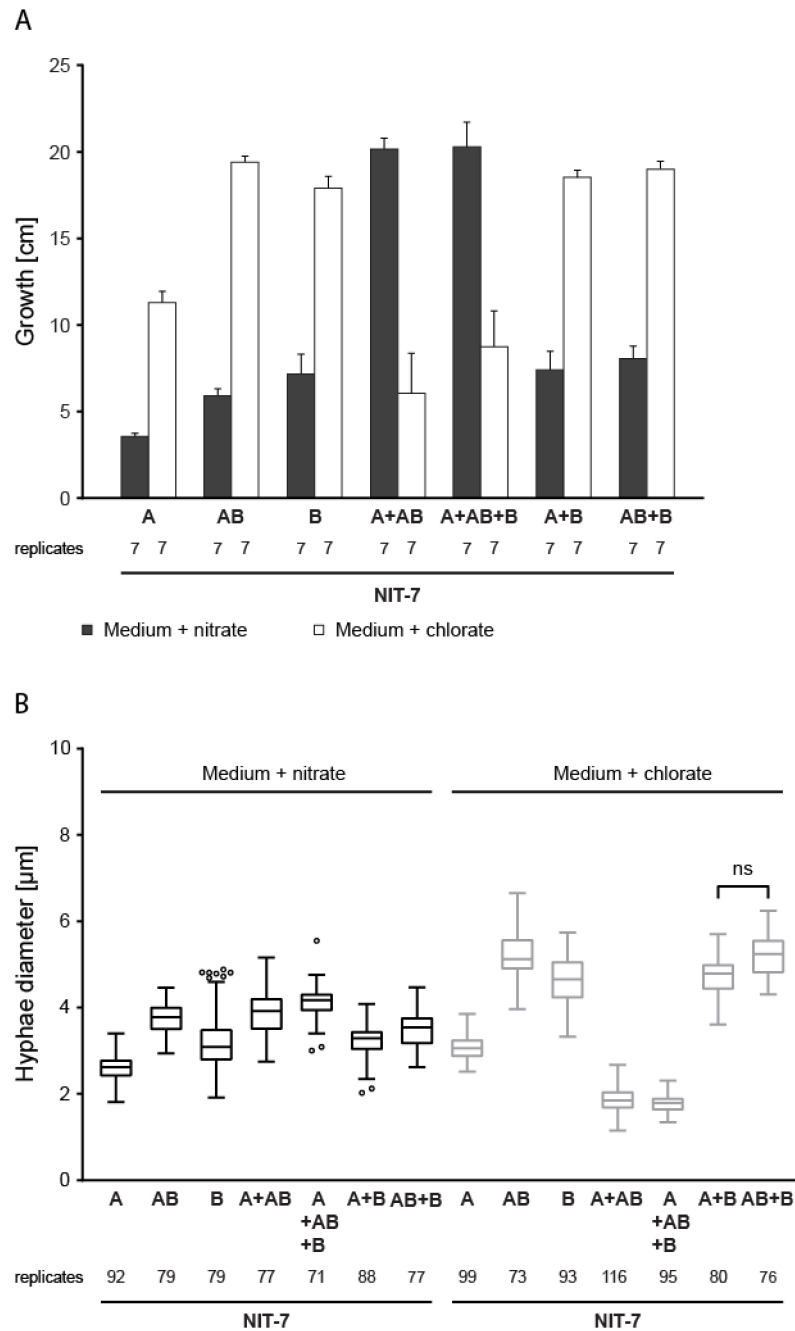 A
Growth [cm]
25
20
15
10
5
0
A AB B A+AB A+AB+B A+B AB+B
replicates 7 7 7 7 7 7 7 7 7 7 7 7 7 7
NIT-7
Medium + nitrate Medium + chlorate
B
Hyphae diameter [µm]
10
8
6
4
2
0
Medium + nitrate Medium + chlorate
ns
A AB B A+AB A A+B AB+B A AB B A+AB A A+B AB+B
+AB +AB
+B +B
replicates 92 79 79 77 71 88 77 99 73 93 116 95 80 76
NIT-7 NIT-7